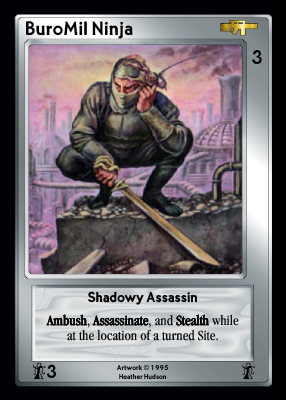 BuroMil Ninja
3
Shadowy Assassin
Ambush, Assassinate, and Stealth while
at the location of a turned Site.
3
Artwork © 1995
Heather Hudson